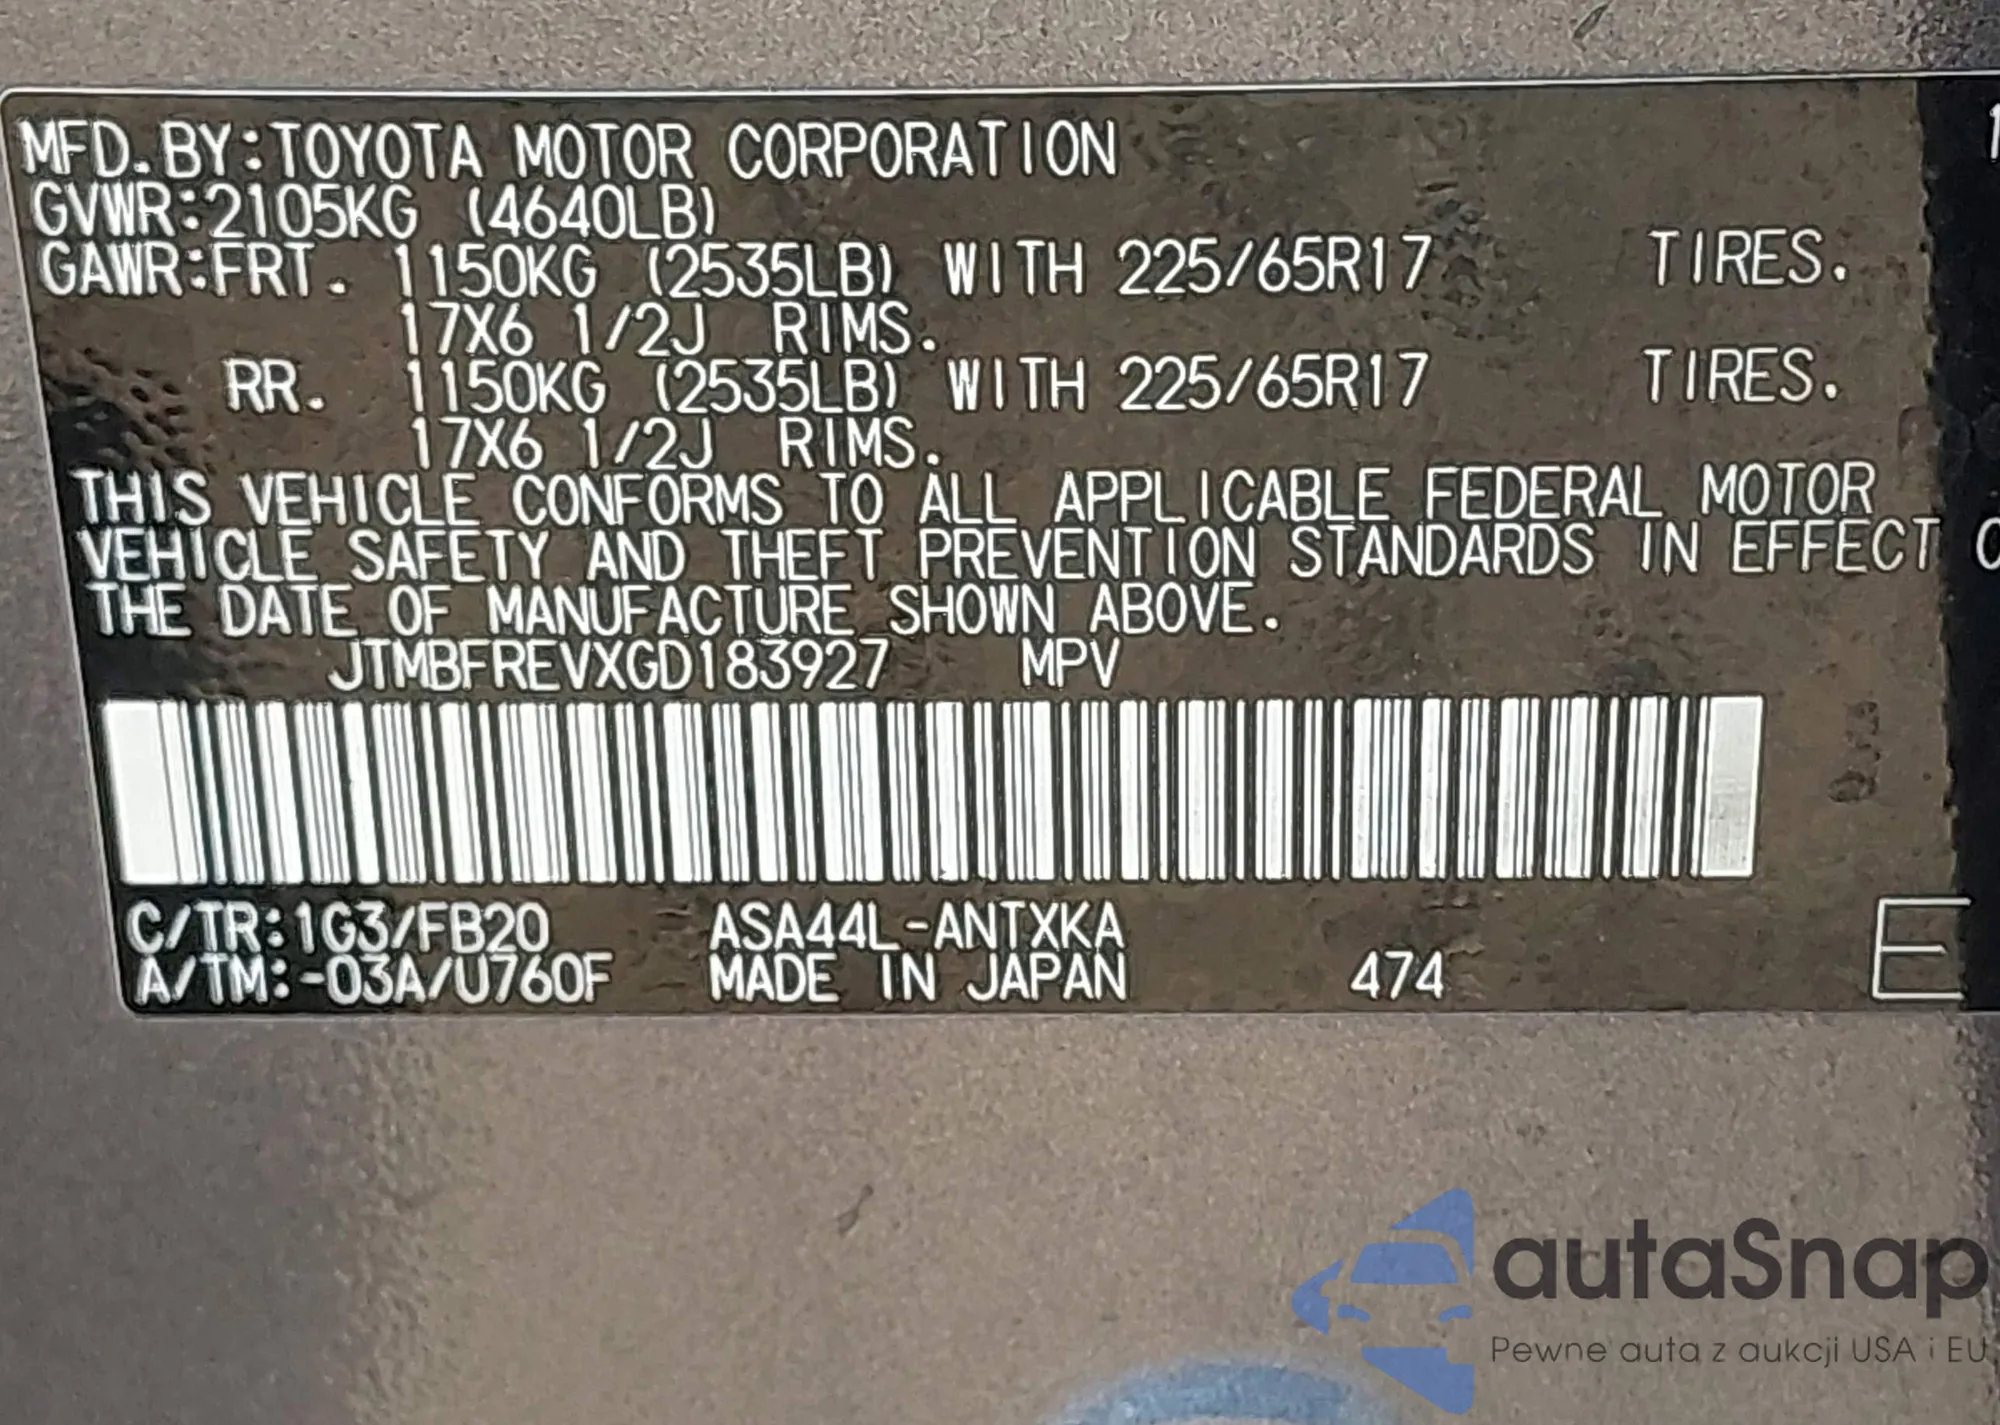 MFD.BY:TOYOTA MOTOR CORPORATION
GVWR:2105KG (4640LB)
GAWR:FRT. 1150KG (2535LB) WITH 225/65R17 TIRES.
17X6 1/2J RIMS.
RR. 1150KG (2535LB) WITH 225/65R17 TIRES.
17X6 1/2J RIMS.
THIS VEHICLE CONFORMS TO ALL APPLICABLE FEDERAL MOTOR
VEHICLE SAFETY AND THEFT PREVENTION STANDARDS IN EFFECT
THE DATE OF MANUFACTURE SHOWN ABOVE.
JTMBFREVXGD183927 MPV
C/TR:1G3/FB20 ASA44L-ANTXKA
A/TM:-03A/U760F MADE IN JAPAN 474
E
autaSnap
Pewne auta z aukcji USA i EU